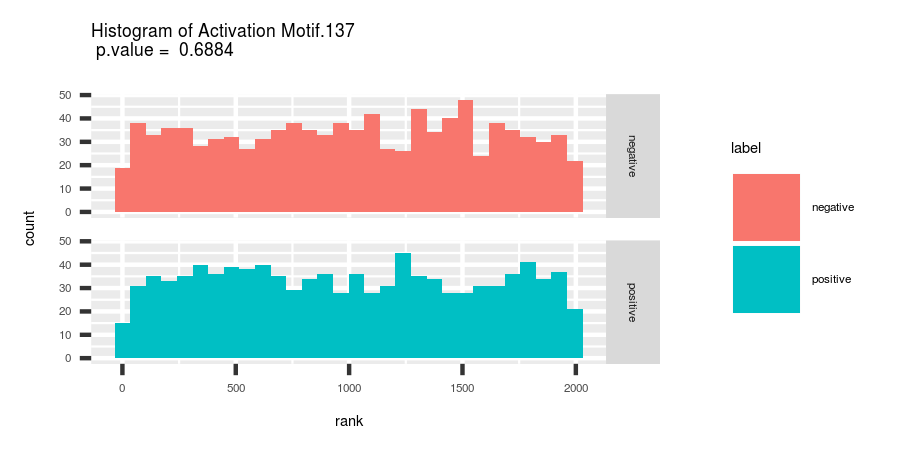 Histogram of Activation Motif.137
p.value =  0.6884
count
50
40
30
20
10
0
negative
50
40
30
20
10
0
positive
0 500 1000 1500 2000
rank
label
negative
positive